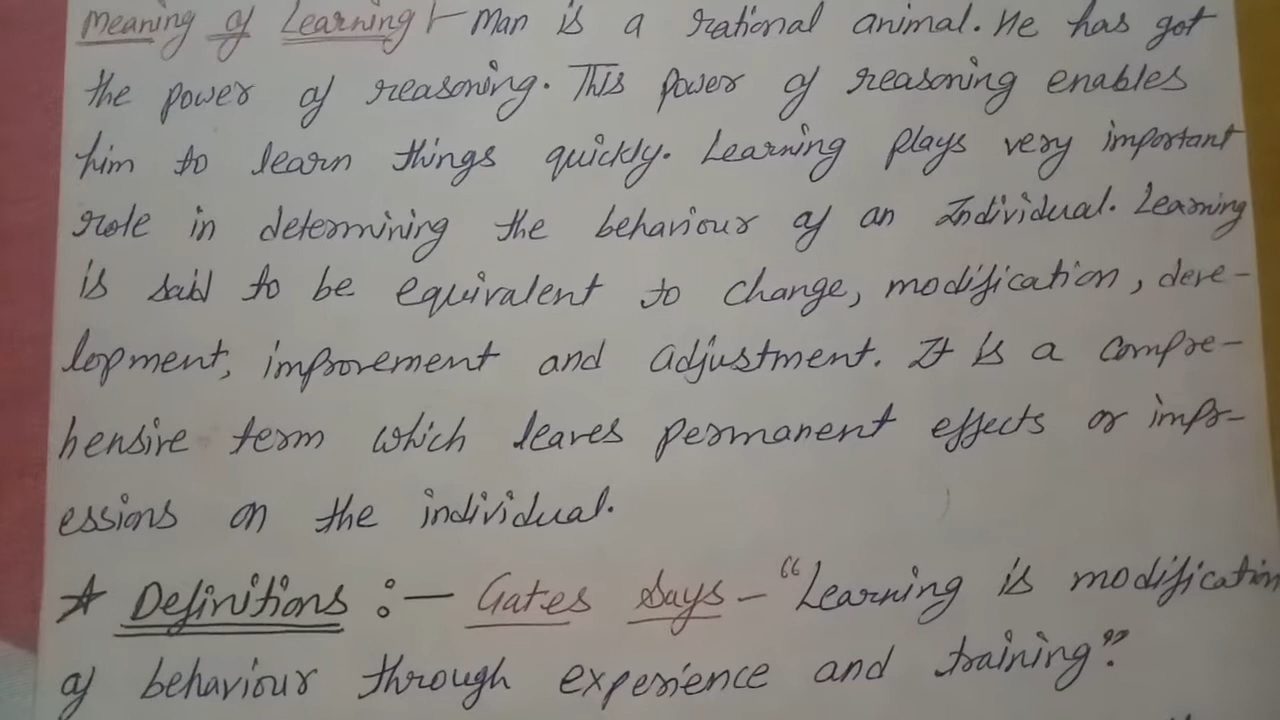 Meaning of Learning :- Man is a rational animal. He has got
the power of reasoning. This power of reasoning enables
him to learn things quickly. Learning plays very important
role in determining the behaviour of an Individual. Learning
is said to be equivalent to change, modification, deve-
lopment, improvement and adjustment. It is a compre-
hensive term which leaves permanent effects or impr-
essions on the individual.
* Definitions :- Gates Says - "Learning is modification
of behaviour through experience and training".